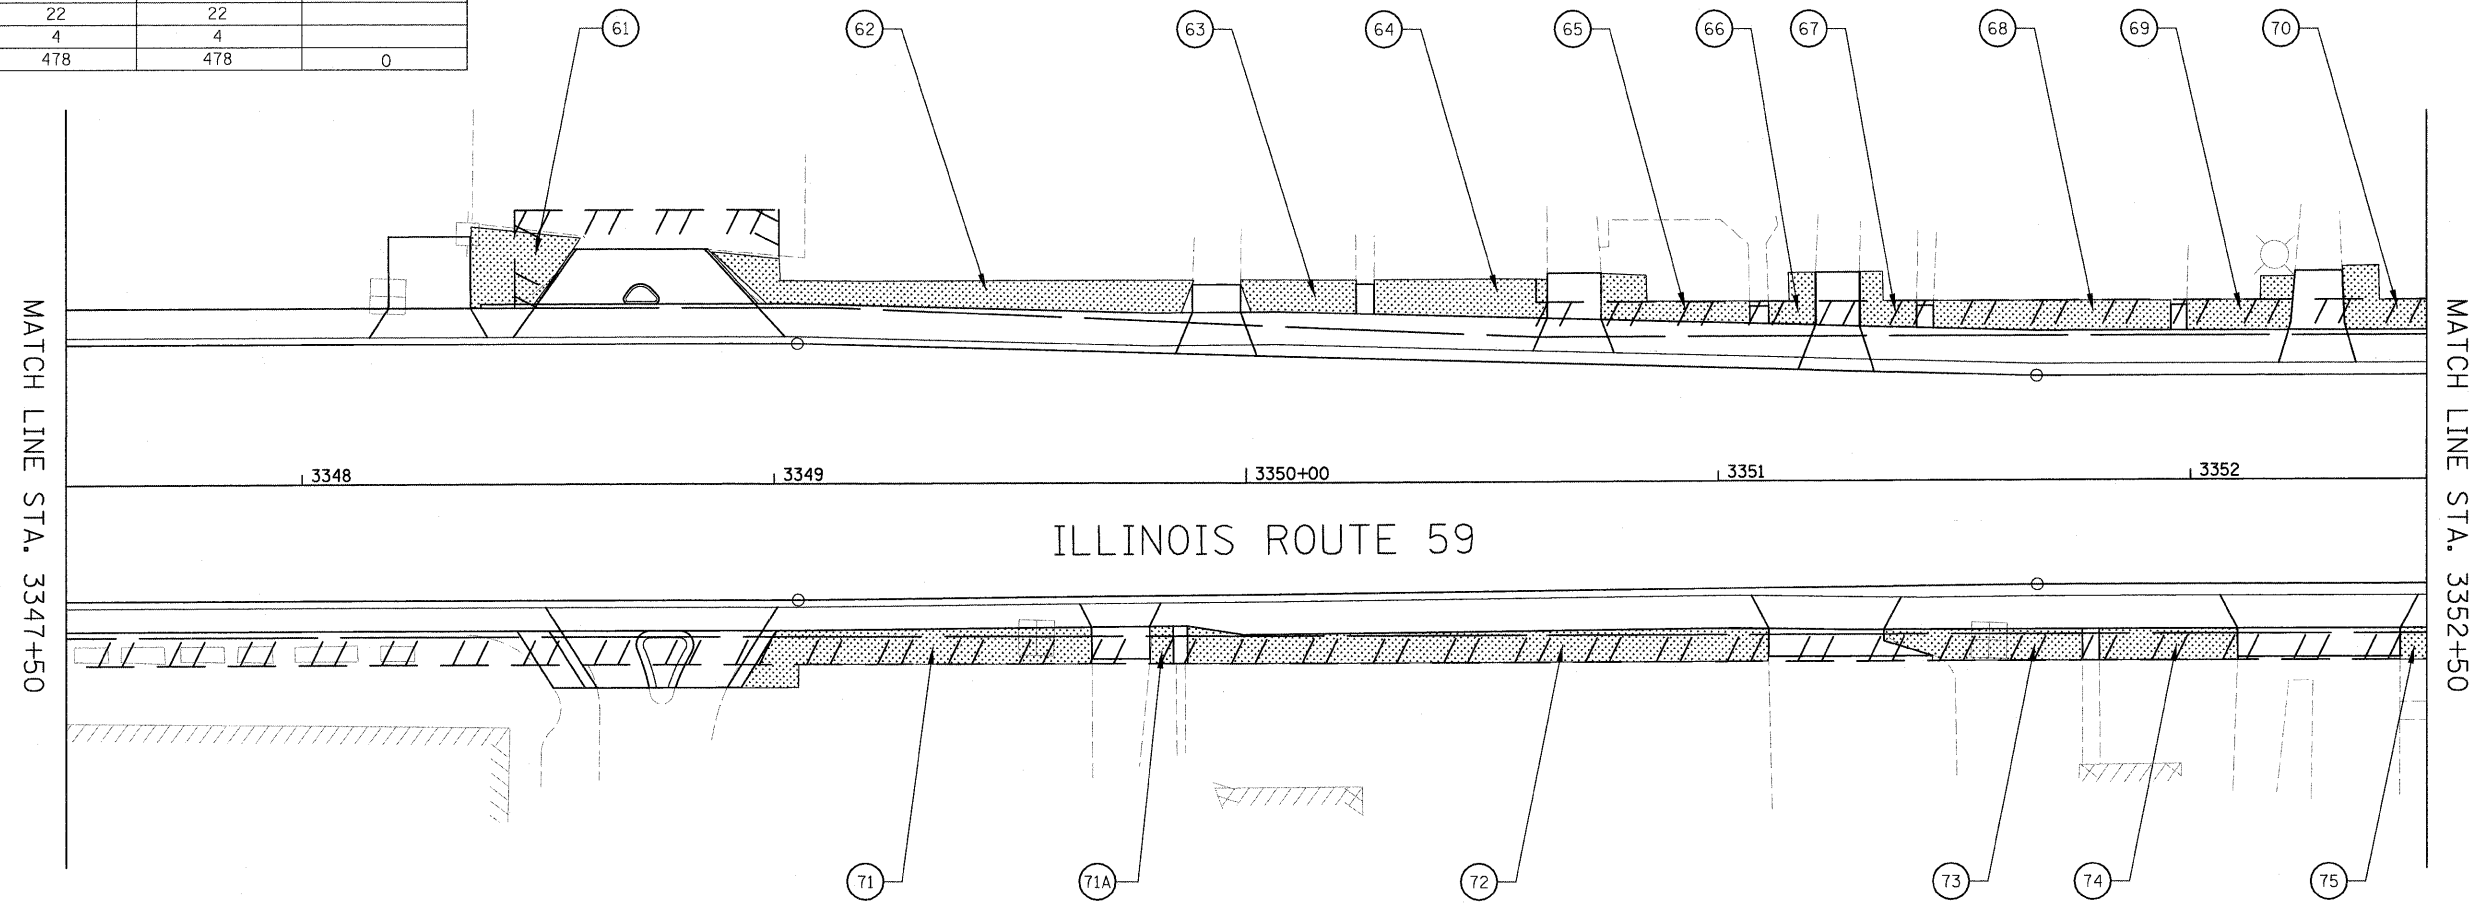 22 22
4 4
478 478 0
61 62 63 64 65 66 67 68 69 70
MATCH LINE STA. 3347+50
3348 3349 3350+00 3351 3352
ILLINOIS ROUTE 59
MATCH LINE STA. 3352+50
71 71A 72 73 74 75